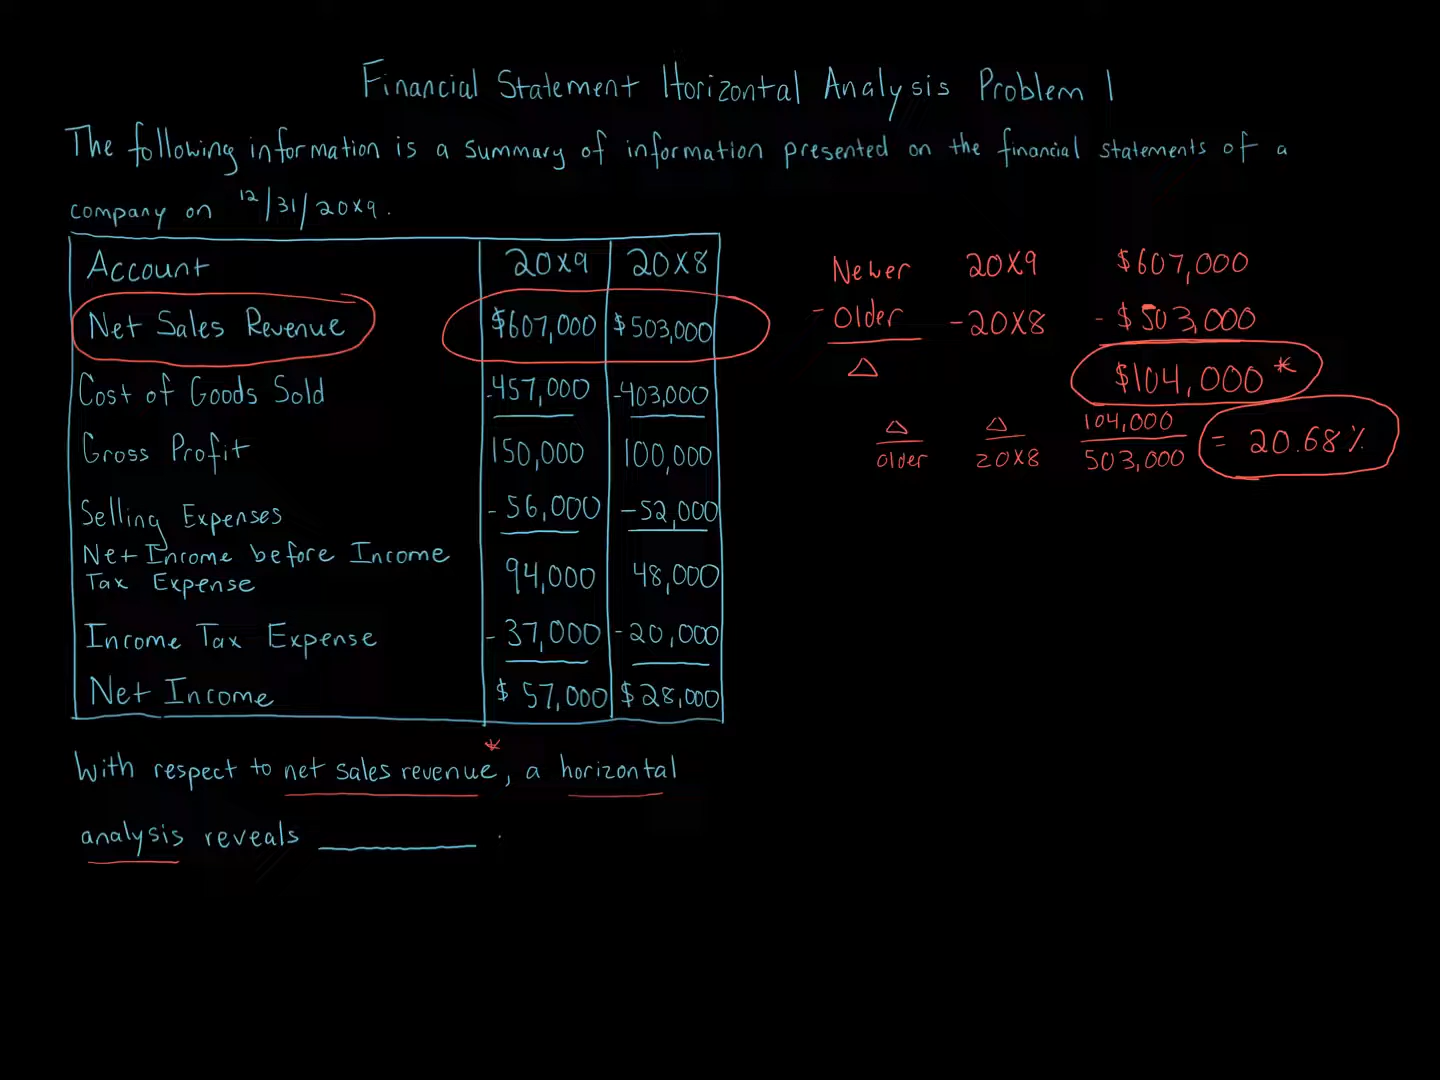 Financial Statement Horizontal Analysis Problem 1
The following information is a summary of information presented on the financial statements of a
company on 12/31/20X9.
Account 20X9 20X8
Net Sales Revenue $607,000 $503,000
Cost of Goods Sold -457,000 -403,000
Gross Profit 150,000 100,000
Selling Expenses -56,000 -52,000
Net Income before Income
Tax Expense 94,000 48,000
Income Tax Expense -37,000 -20,000
Net Income $57,000 $28,000
With respect to net sales revenue*, a horizontal
analysis reveals ________ .
Newer 20X9 $607,000
- Older -20X8 -$503,000
△ $104,000*
△ △ 104,000
older 20X8 503,000 = 20.68%